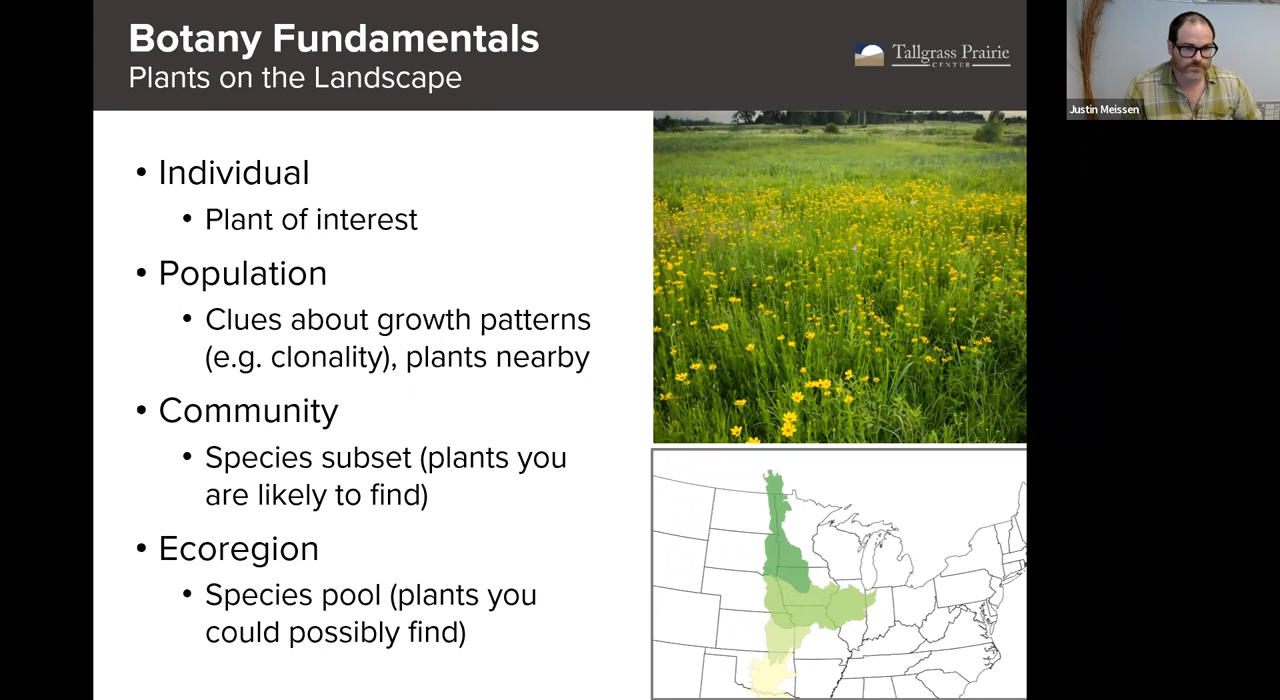 Botany Fundamentals
Plants on the Landscape
Tallgrass Prairie
CENTER
Justin Meissen
• Individual
• Plant of interest
• Population
• Clues about growth patterns
(e.g. clonality), plants nearby
• Community
• Species subset (plants you
are likely to find)
• Ecoregion
• Species pool (plants you
could possibly find)